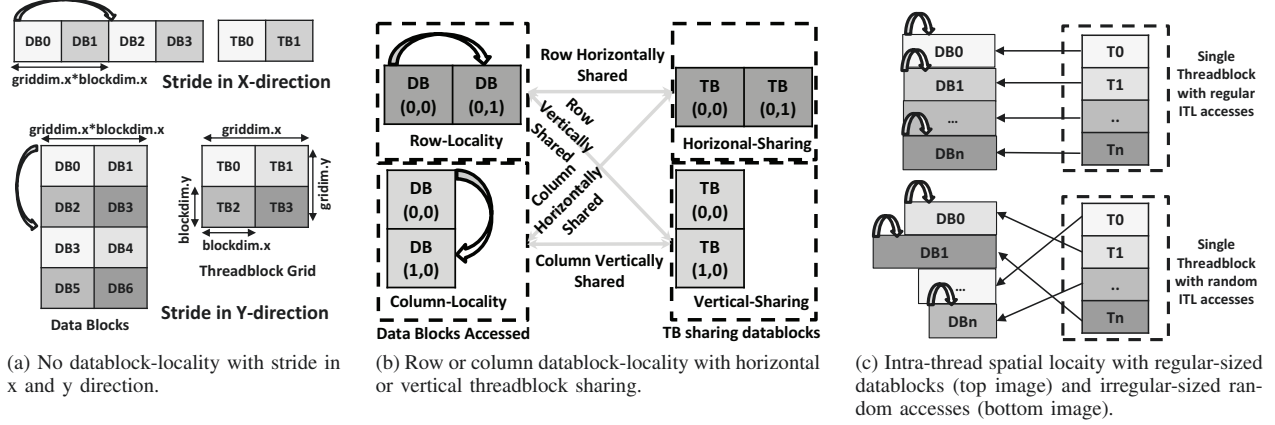 DB0 DB1 DB2 DB3 TB0 TB1
griddim.x*blockdim.x
Stride in X-direction
griddim.x*blockdim.x
griddim.x
DB0 DB1
DB2 DB3
DB3 DB4
DB5 DB6
TB0 TB1
TB2 TB3
blockdim.y
gridim.y
blockdim.x
Threadblock Grid
Stride in Y-direction
Data Blocks
(a) No datablock-locality with stride in
x and y direction.
DB
(0,0)
DB
(0,1)
Row-Locality
DB
(0,0)
DB
(1,0)
Column-Locality
Data Blocks Accessed
Row Horizontally
Shared
Row
Vertically
Shared
Column
Horizontally
Shared
Column Vertically
Shared
TB
(0,0)
TB
(0,1)
Horizonal-Sharing
TB
(0,0)
TB
(1,0)
Vertical-Sharing
TB sharing datablocks
(b) Row or column datablock-locality with horizontal
or vertical threadblock sharing.
DB0
DB1
...
DBn
T0
T1
..
Tn
Single
Threadblock
with regular
ITL accesses
DB0
DB1
...
DBn
T0
T1
..
Tn
Single
Threadblock
with random
ITL accesses
(c) Intra-thread spatial locaity with regular-sized
datablocks (top image) and irregular-sized ran-
dom accesses (bottom image).